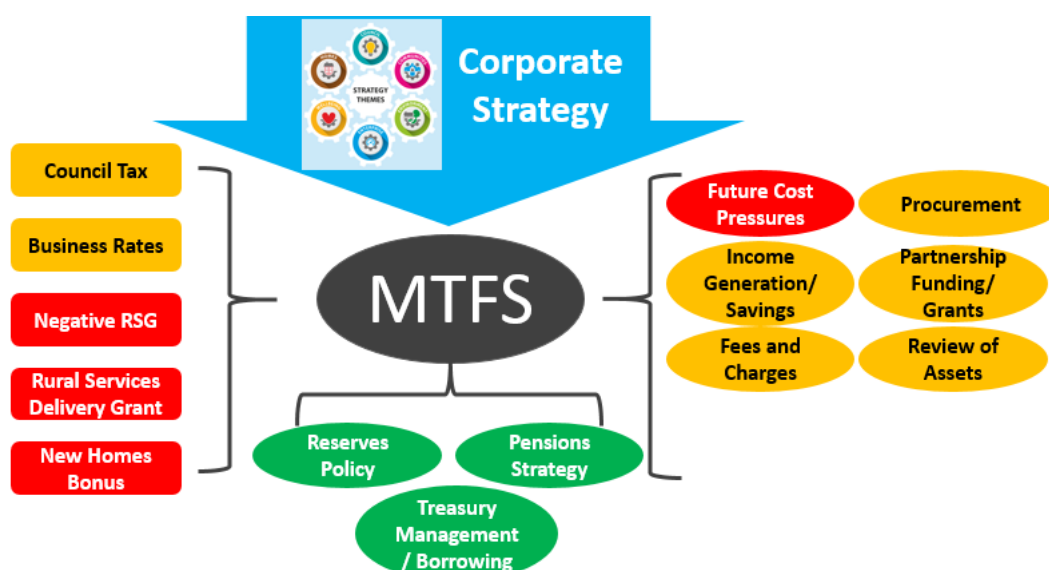 Corporate
Strategy
STRATEGY
THEMES
Council Tax
Business Rates
Negative RSG
Rural Services
Delivery Grant
New Homes
Bonus
MTFS
Future Cost
Pressures
Procurement
Income
Generation/
Savings
Partnership
Funding/
Grants
Fees and
Charges
Review of
Assets
Reserves
Policy
Pensions
Strategy
Treasury
Management
/ Borrowing